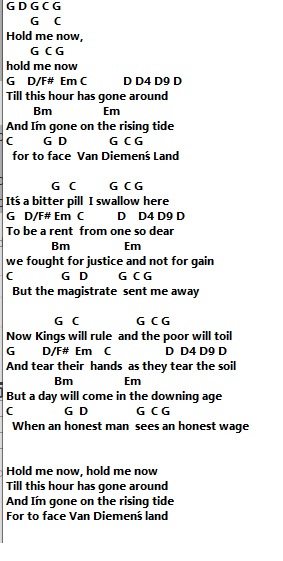 G D G C G
G C
Hold me now,
G C G
hold me now
G D/F# Em C D D4 D9 D
Till this hour has gone around
Bm Em
And I´m gone on the rising tide
C G D G C G
for to face Van Diemen´s Land
G C G C G
It´s a bitter pill I swallow here
G D/F# Em C D D4 D9 D
To be a rent from one so dear
Bm Em
we fought for justice and not for gain
C G D G C G
But the magistrate sent me away
G C G C G
Now Kings will rule and the poor will toil
G D/F# Em C D D4 D9 D
And tear their hands as they tear the soil
Bm Em
But a day will come in the downing age
C G D G C G
When an honest man sees an honest wage
Hold me now, hold me now
Till this hour has gone around
And I´m gone on the rising tide
For to face Van Diemen´s land